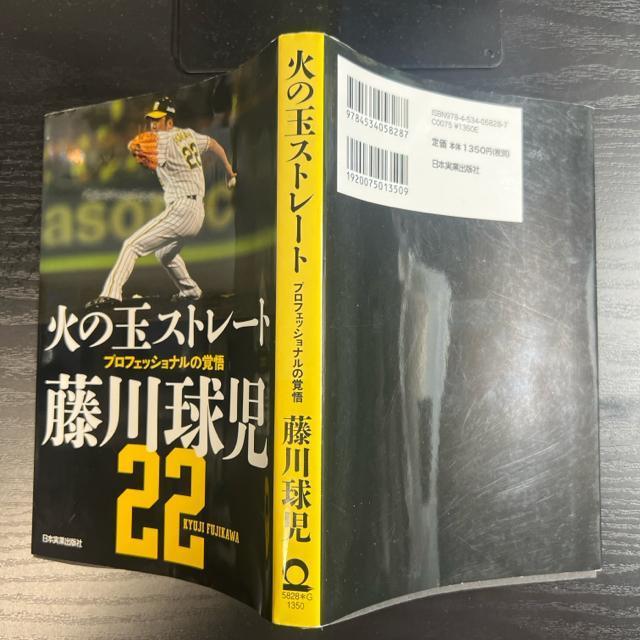 火の玉ストレート
プロフェッショナルの覚悟
藤川球児
22
KYUJI FUJIKAWA
日本実業出版社
22
火の玉ストレート
プロフェッショナルの覚悟
藤川球児
5828*G
1350
9784534058287
1920075013509
ISBN978-4-534-05828-7
C0075 ¥1350E
定価 本体1350円(税別)
日本実業出版社